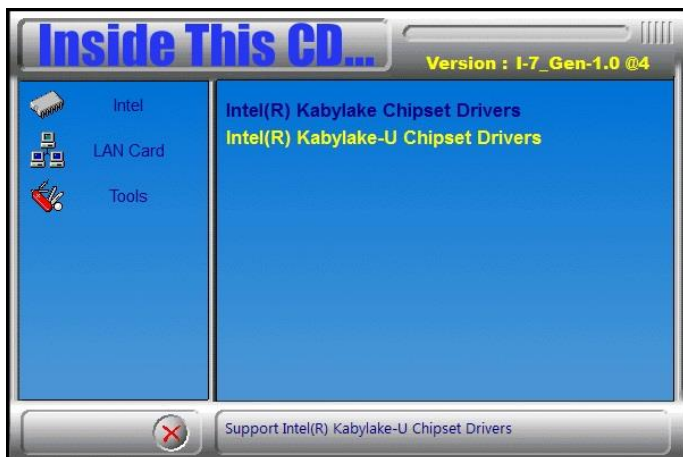 Inside This CD...
Version : I-7_Gen-1.0 @4
Intel
LAN Card
Tools
Intel(R) Kabylake Chipset Drivers
Intel(R) Kabylake-U Chipset Drivers
Support Intel(R) Kabylake-U Chipset Drivers